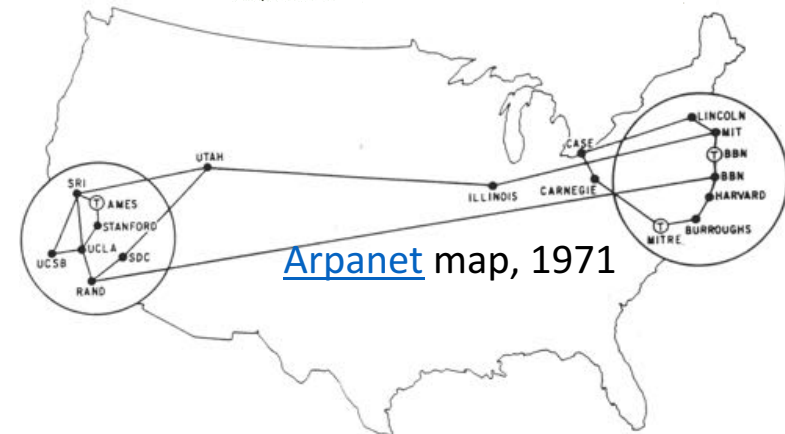 LINCOLN
MIT
CASE
Ⓣ BBN
UTAH
BBN
SRI
ILLINOIS
CARNEGIE
HARVARD
Ⓣ AMES
STANFORD
BURROUGHS
Ⓣ
MITRE
UCLA
UCSB
SDC
RAND
Arpanet map, 1971